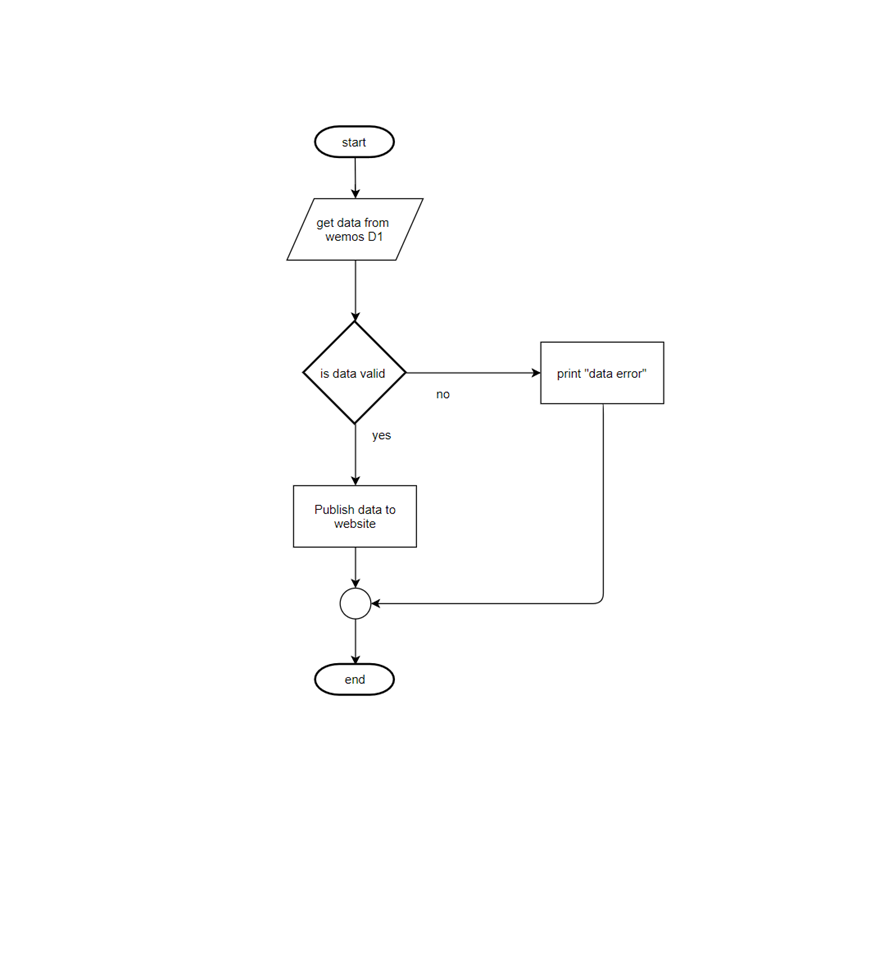 start
get data from
wemos D1
is data valid
print "data error"
no
yes
Publish data to
website
end